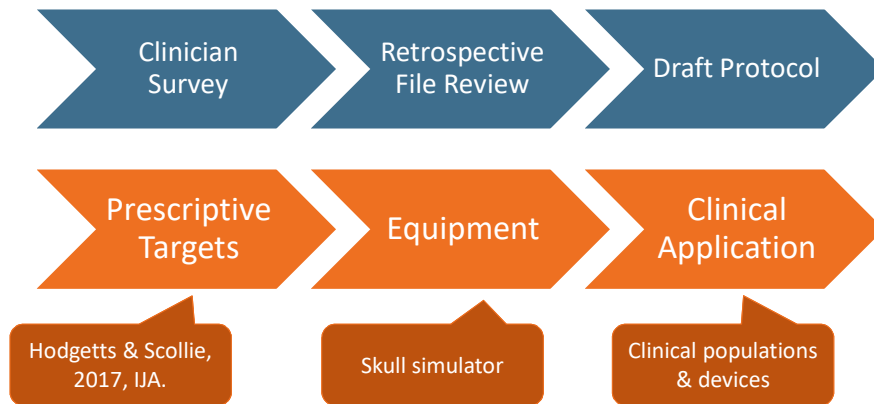 Clinician
Survey
Retrospective
File Review
Draft Protocol
Prescriptive
Targets
Equipment
Clinical
Application
Hodgetts & Scollie,
2017, IJA.
Skull simulator
Clinical populations
& devices